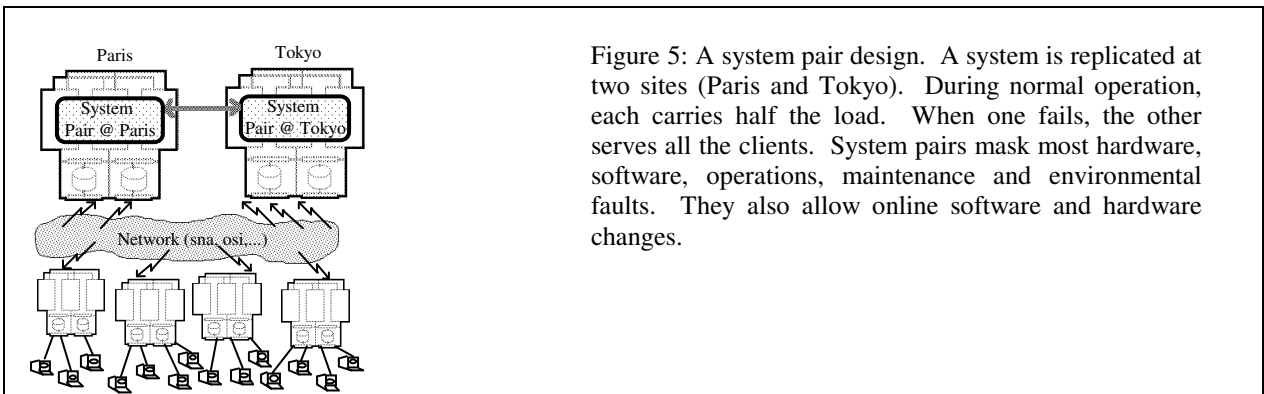 Paris
Tokyo
System
Pair @ Paris
System
Pair @ Tokyo
Network (sna, osi,...)
Figure 5: A system pair design. A system is replicated at
two sites (Paris and Tokyo). During normal operation,
each carries half the load. When one fails, the other
serves all the clients. System pairs mask most hardware,
software, operations, maintenance and environmental
faults. They also allow online software and hardware
changes.